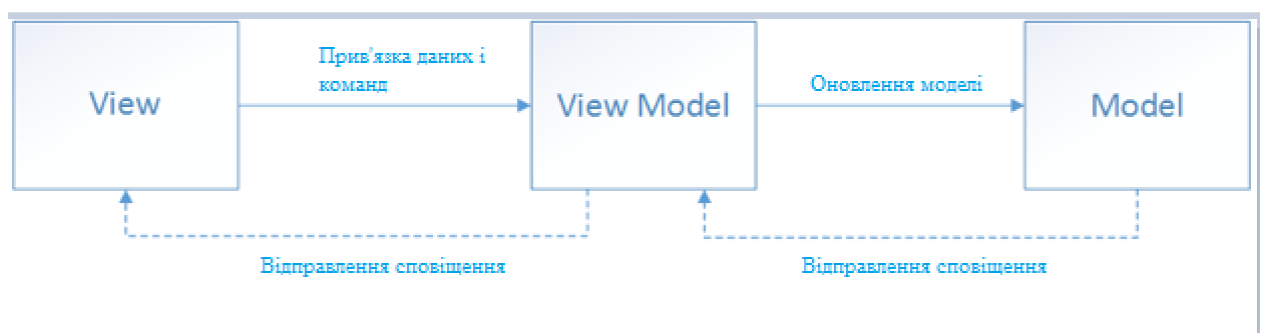 View
Прив'язка даних і
команд
View Model
Оновлення моделі
Model
Відправлення сповіщення
Відправлення сповіщення